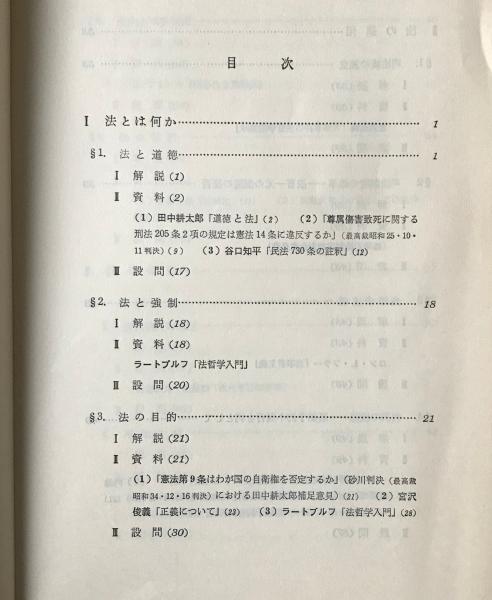 目次
I 法とは何か…………………………………………1
§1. 法と道徳…………………………………………1
I 解説(1)
II 資料(2)
(1)田中耕太郎「道徳と法」(2) (2)「尊属傷害致死に関する
刑法205条2項の規定は憲法14条に違反するか」(最高裁昭和25・10・
11判決)(9) (3)谷口知平「民法730条の註釈」(12)
III 設問(17)
§2. 法と強制…………………………………………18
I 解説(18)
II 資料(18)
ラートブルフ「法哲学入門」
III 設問(20)
§3. 法の目的…………………………………………21
I 解説(21)
II 資料(21)
(1)「憲法第9条はわが国の自衛権を否定するか」(砂川判決(最高裁
昭和34・12・16判決)における田中耕太郎補足意見)(21) (2)宮沢
俊義「正義について」(23) (3)ラートブルフ「法哲学入門」(28)
III 設問(30)